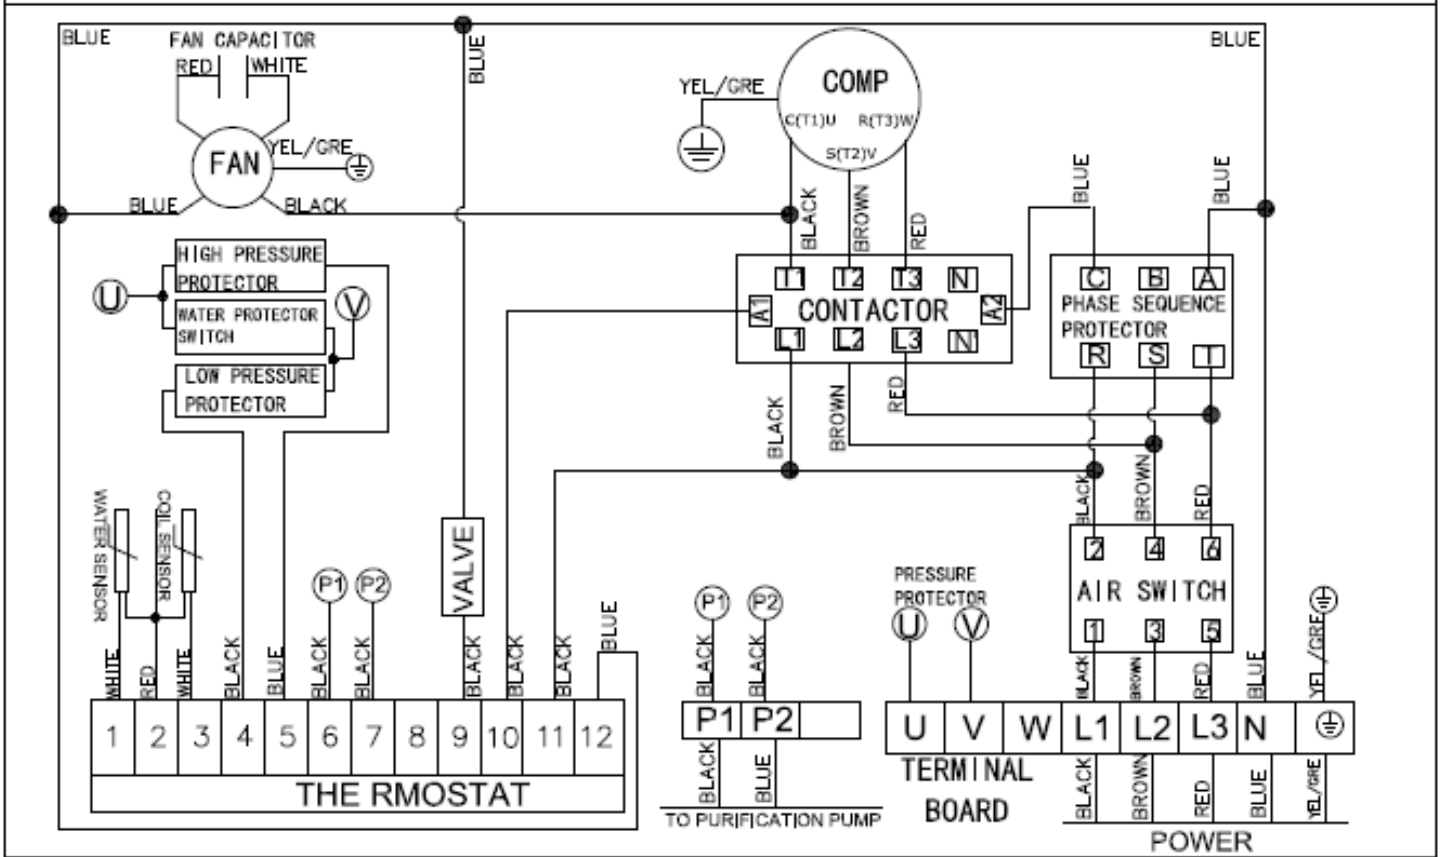 BLUE
FAN CAPACITOR
RED
WHITE
BLUE
BLUE
FAN
YEL/GRE
BLUE
BLACK
YEL/GRE
COMP
C(T1)U
R(T3)W
S(T2)V
BLACK
BROWN
RED
BLUE
BLUE
HIGH PRESSURE
PROTECTOR
U
WATER PROTECTOR
SWITCH
V
LOW PRESSURE
PROTECTOR
T1 T2 T3 N
A1
CONTACTOR
A2
L1 L2 L3 N'
C B A
PHASE SEQUENCE
PROTECTOR
R S T
BLACK
BROWN
RED
BLACK
BROWN
RED
2 4 6
AIR SWITCH
1 3 5
WATER SENSOR
COIL SENSOR
P1
P2
VALVE
WHITE
RED
WHITE
BLACK
BLUE
BLACK
BLACK
BLACK
BLACK
BLACK
BLUE
1 2 3 4 5 6 7 8 9 10 11 12
THE RMOSTAT
P1
P2
BLACK
BLACK
P1 P2
BLACK
BLUE
TO PURIFICATION PUMP
PRESSURE
PROTECTOR
U
V
BLACK
BROWN
RED
BLUE
YEL/GRE
U V W L1 L2 L3 N
TERMINAL
BOARD
BLACK
BROWN
RED
BLUE
YEL/GRE
POWER